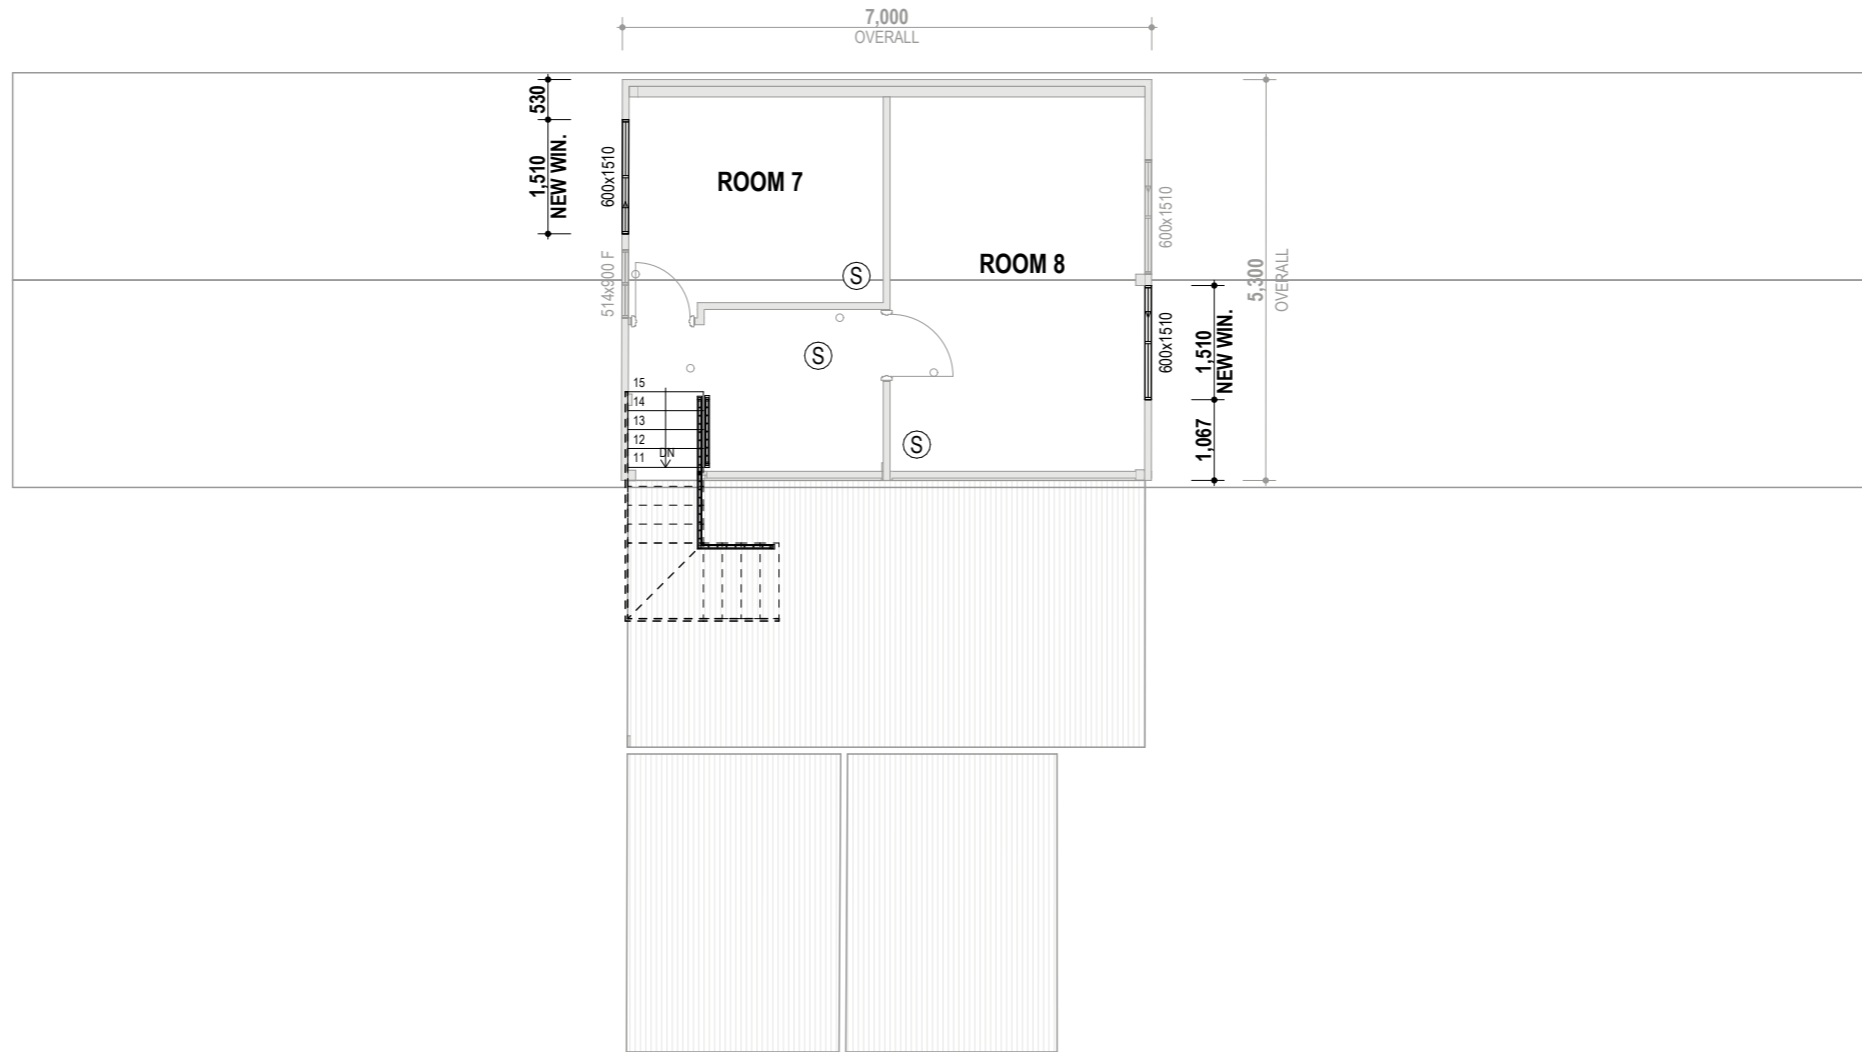 7,000
OVERALL
530
1,510
NEW WIN.
600x1510
ROOM 7
600x1510
514x900 F
S
ROOM 8
5,300
OVERALL
S
600x1510
1,510
NEW WIN.
15
14
13
12
11
DN
S
1,067